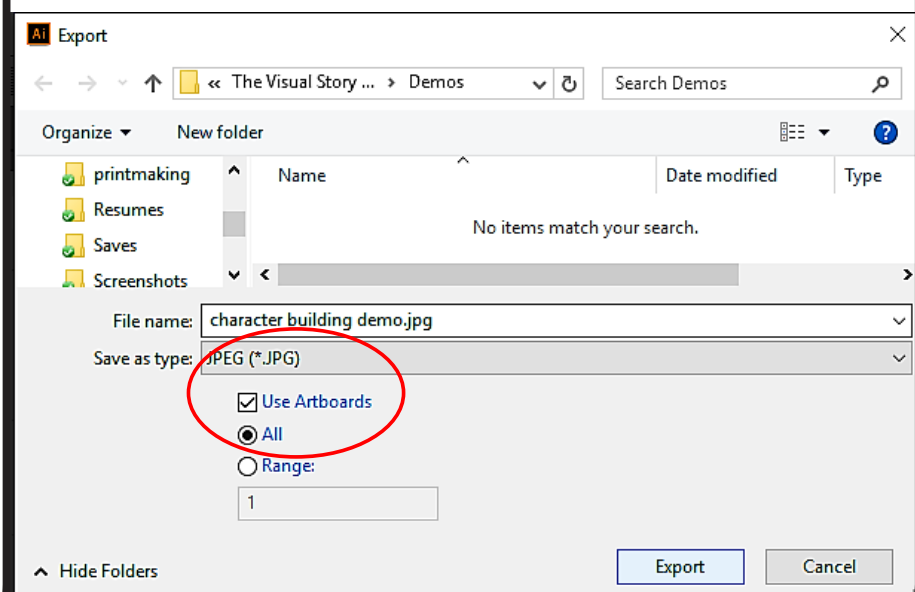 Ai Export
« The Visual Story ... › Demos
Search Demos
Organize
New folder
?
printmaking
Resumes
Saves
Screenshots
Name
Date modified
Type
No items match your search.
File name: character building demo.jpg
Save as type: JPEG (*.JPG)
Use Artboards
All
Range:
1
Hide Folders
Export
Cancel